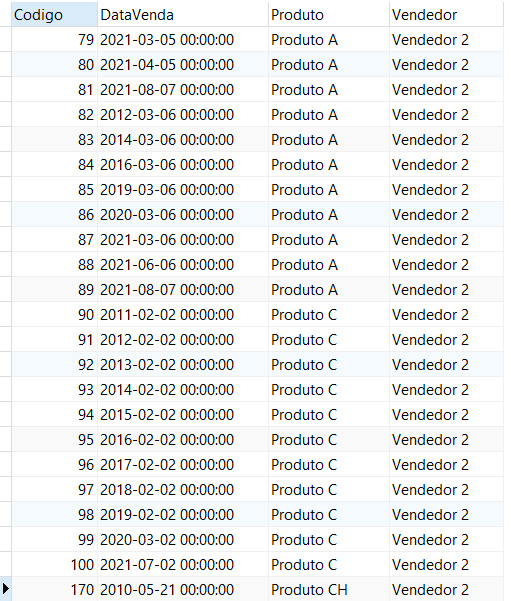 Codigo DataVenda Produto Vendedor
79 2021-03-05 00:00:00 Produto A Vendedor 2
80 2021-04-05 00:00:00 Produto A Vendedor 2
81 2021-08-07 00:00:00 Produto A Vendedor 2
82 2012-03-06 00:00:00 Produto A Vendedor 2
83 2014-03-06 00:00:00 Produto A Vendedor 2
84 2016-03-06 00:00:00 Produto A Vendedor 2
85 2019-03-06 00:00:00 Produto A Vendedor 2
86 2020-03-06 00:00:00 Produto A Vendedor 2
87 2021-03-06 00:00:00 Produto A Vendedor 2
88 2021-06-06 00:00:00 Produto A Vendedor 2
89 2021-08-07 00:00:00 Produto A Vendedor 2
90 2011-02-02 00:00:00 Produto C Vendedor 2
91 2012-02-02 00:00:00 Produto C Vendedor 2
92 2013-02-02 00:00:00 Produto C Vendedor 2
93 2014-02-02 00:00:00 Produto C Vendedor 2
94 2015-02-02 00:00:00 Produto C Vendedor 2
95 2016-02-02 00:00:00 Produto C Vendedor 2
96 2017-02-02 00:00:00 Produto C Vendedor 2
97 2018-02-02 00:00:00 Produto C Vendedor 2
98 2019-02-02 00:00:00 Produto C Vendedor 2
99 2020-03-02 00:00:00 Produto C Vendedor 2
100 2021-07-02 00:00:00 Produto C Vendedor 2
170 2010-05-21 00:00:00 Produto CH Vendedor 2